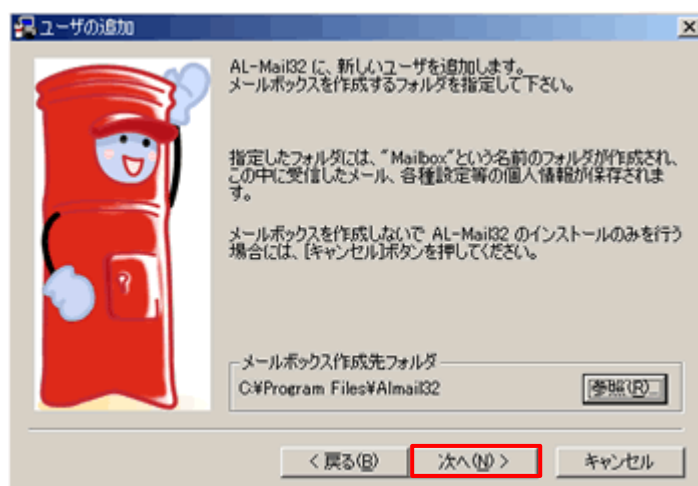 ユーザの追加
AL-Mail32 に、新しいユーザを追加します。
メールボックスを作成するフォルダを指定して下さい。
指定したフォルダには、"Mailbox"という名前のフォルダが作成され、
この中に受信したメール、各種設定等の個人情報が保存されま
す。
メールボックスを作成しないで AL-Mail32 のインストールのみを行う
場合には、[キャンセル]ボタンを押してください。
メールボックス作成先フォルダ
C:¥Program Files¥Almail32
参照(R)...
< 戻る(B)
次へ(N) >
キャンセル